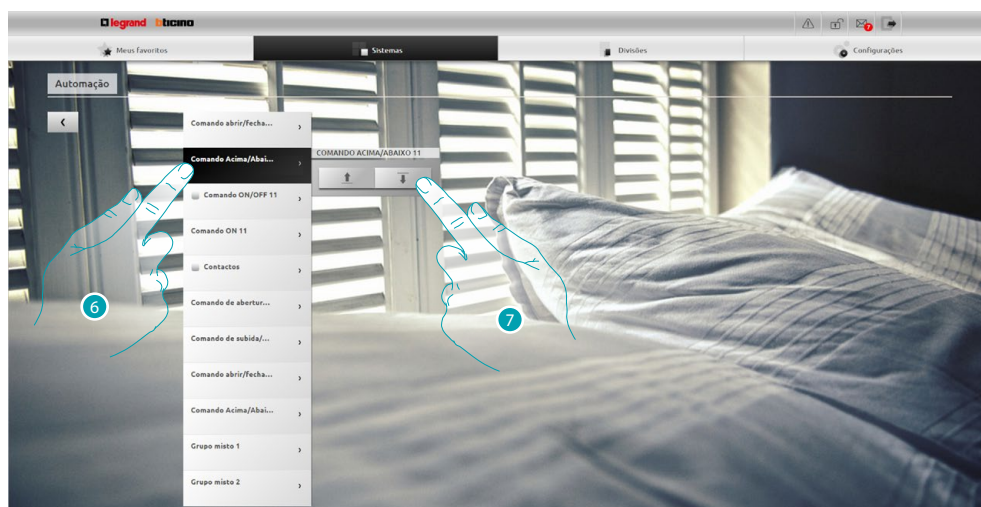 legrand bticino
7
Meus favoritos
Sistemas
Divisões
Configurações
Automação
Comando abrir/fecha...
Comando Acima/Abai...
COMANDO ACIMA/ABAIXO 11
Comando ON/OFF 11
Comando ON 11
Contactos
Comando de abertur...
6
7
Comando de subida/...
Comando abrir/fecha...
Comando Acima/Abai...
Grupo misto 1
Grupo misto 2